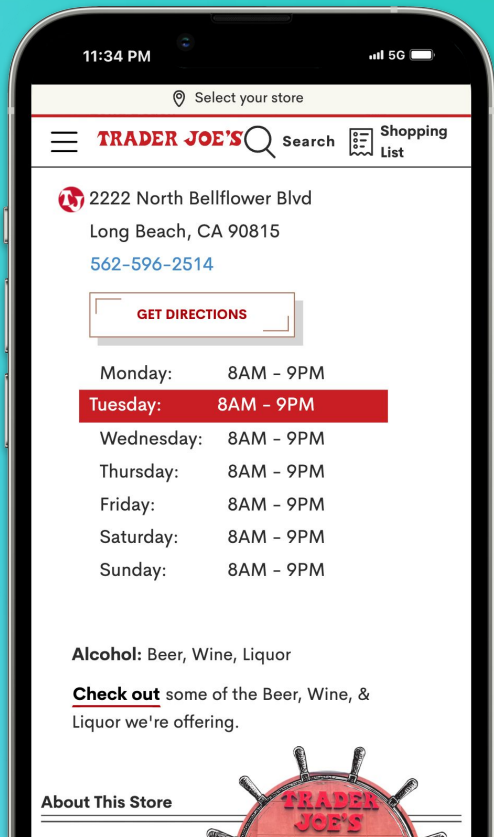 11:34 PM 5G
Select your store
TRADER JOE'S Search Shopping List
TJ 2222 North Bellflower Blvd
Long Beach, CA 90815
562-596-2514
GET DIRECTIONS
Monday: 8AM - 9PM
Tuesday: 8AM - 9PM
Wednesday: 8AM - 9PM
Thursday: 8AM - 9PM
Friday: 8AM - 9PM
Saturday: 8AM - 9PM
Sunday: 8AM - 9PM
Alcohol: Beer, Wine, Liquor
Check out some of the Beer, Wine, &
Liquor we're offering.
About This Store
TRADER
JOE'S